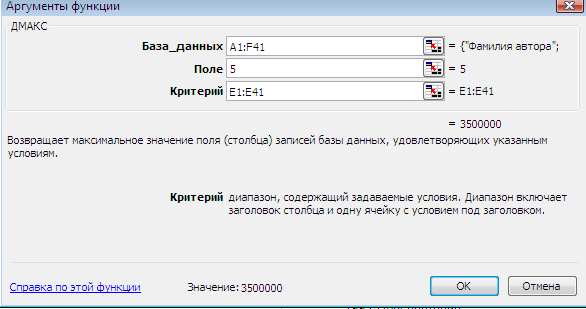 Аргументы функции
ДМАКС
База_данных A1:F41 = {"Фамилия автора";
Поле 5 = 5
Критерий E1:E41 = E1:E41
= 3500000
Возвращает максимальное значение поля (столбца) записей базы данных, удовлетворяющих указанным
условиям.
Критерий диапазон, содержащий задаваемые условия. Диапазон включает
заголовок столбца и одну ячейку с условием под заголовком.
Справка по этой функции Значение: 3500000 OK Отмена